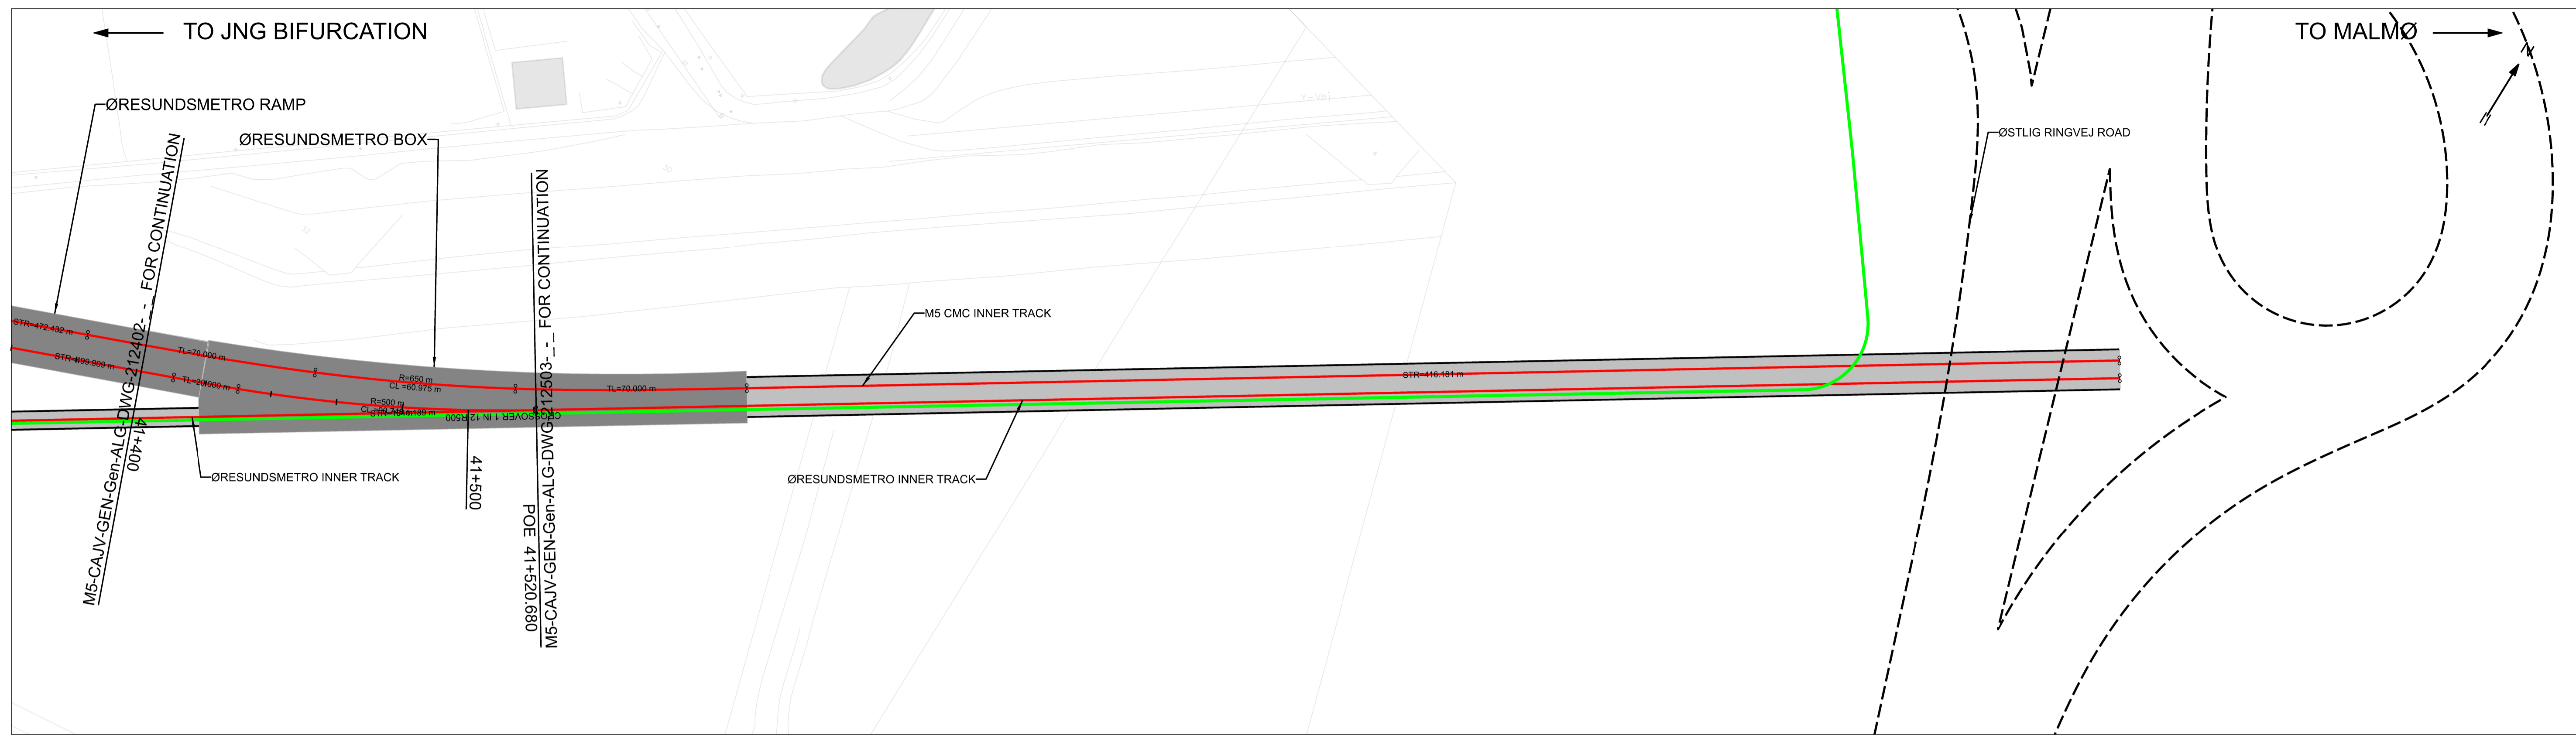 TO JNG BIFURCATION
TO MALMØ
N
ØRESUNDSMETRO RAMP
ØRESUNDSMETRO BOX
Y-Vej
ØSTLIG RINGVEJ ROAD
M5-CAJV-GEN-Gen-ALG-DWG-212402- - __ FOR CONTINUATION
41+400
M5-CAJV-GEN-Gen-ALG-DWG-212503- - __ FOR CONTINUATION
POE 41+520.680
41+500
M5 CMC INNER TRACK
STR=472.432 m
TL=70.000 m
R=650 m
CL =60.975 m
TL=70.000 m
STR=416.181 m
TL=20.000 m
R=500 m
CROSSOVER 1 IN 12 R500
ØRESUNDSMETRO INNER TRACK
ØRESUNDSMETRO INNER TRACK